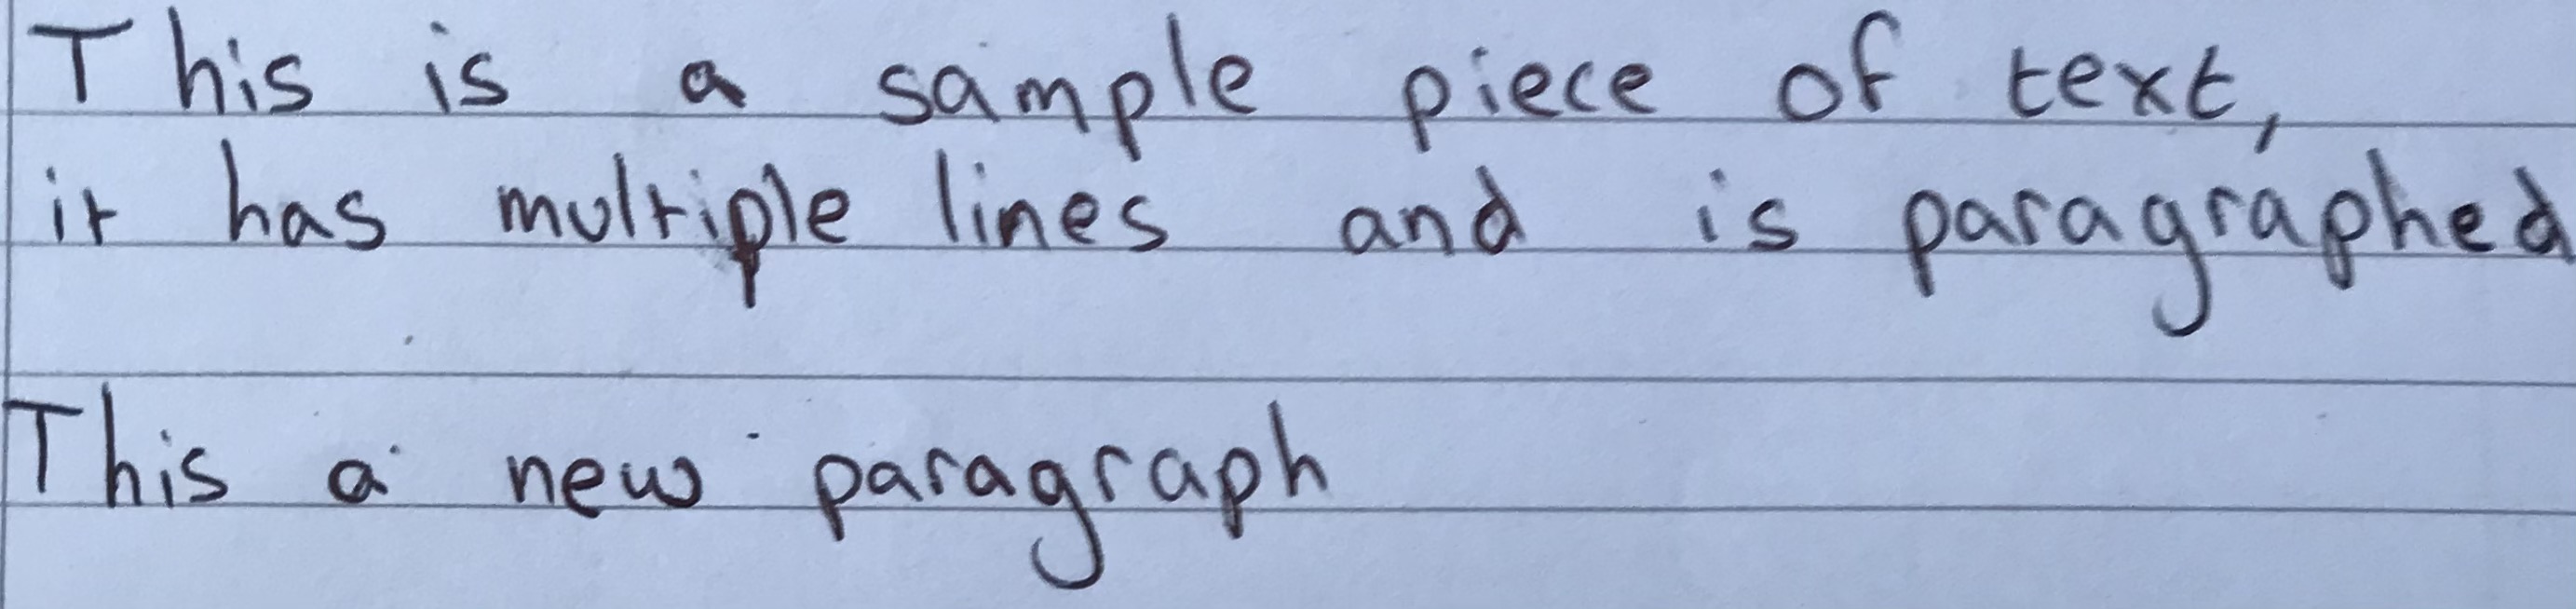 This is a sample piece of text,
it has multiple lines and is paragraphed
This a new paragraph